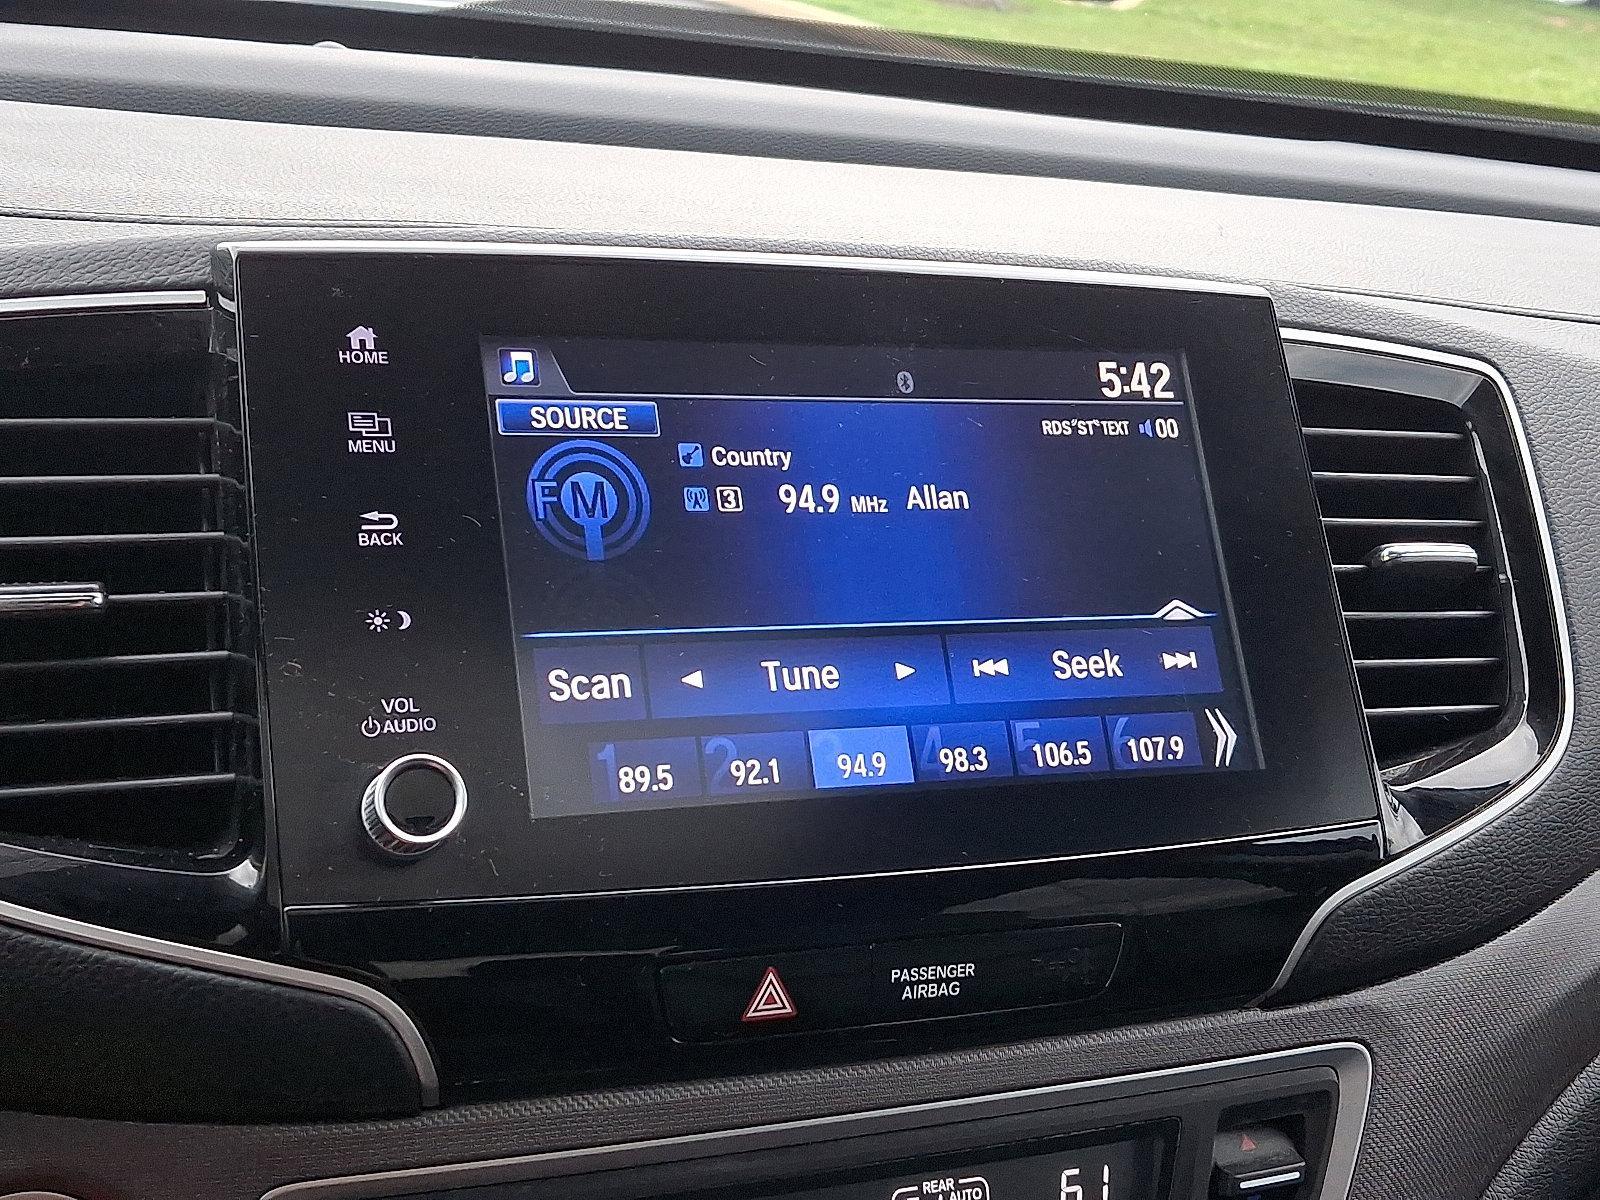 HOME
MENU
BACK
VOL
AUDIO
5:42
SOURCE
RDS ST TEXT 00
FM
Country
3 94.9 MHz Allan
Scan Tune Seek
1 89.5 2 92.1 3 94.9 4 98.3 5 106.5 6 107.9
PASSENGER
AIRBAG
REAR
AUTO
61